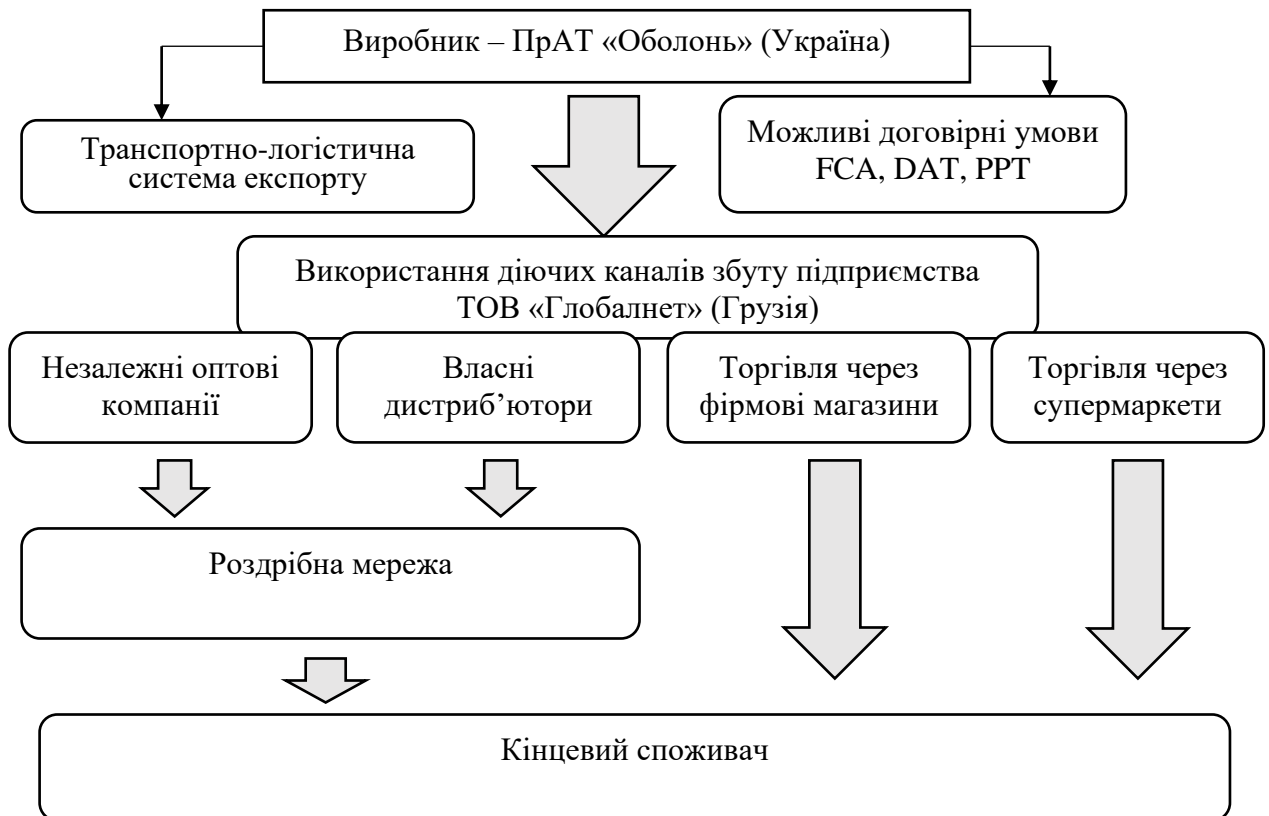 Виробник – ПрАТ «Оболонь» (Україна)
Транспортно-логістична
система експорту
Можливі договірні умови
FCA, DAT, PPT
Використання діючих каналів збуту підприємства
ТОВ «Глобалнет» (Грузія)
Незалежні оптові
компанії
Власні
дистриб’ютори
Торгівля через
фірмові магазини
Торгівля через
супермаркети
Роздрібна мережа
Кінцевий споживач